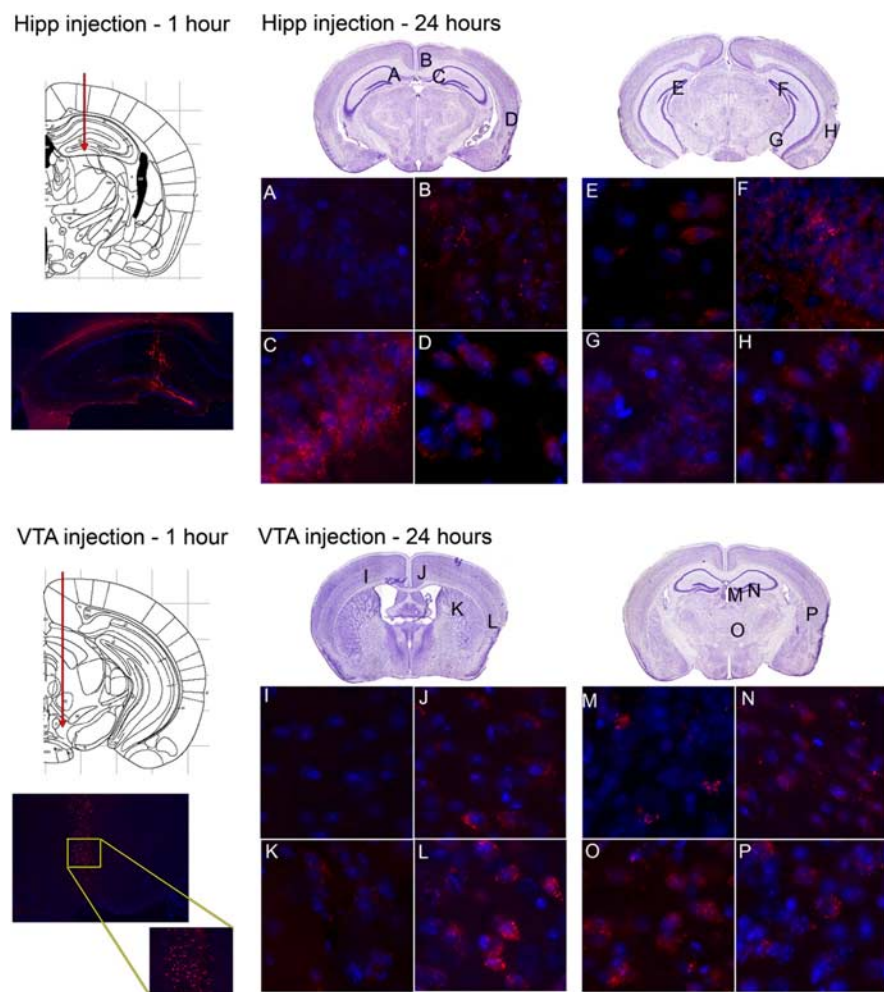 Hipp injection - 1 hour
Hipp injection - 24 hours
A
B
C
D
E
F
G
H
A
B
E
F
C
D
G
H
VTA injection - 1 hour
VTA injection - 24 hours
I
J
K
L
M
N
O
P
I
J
M
N
K
L
O
P